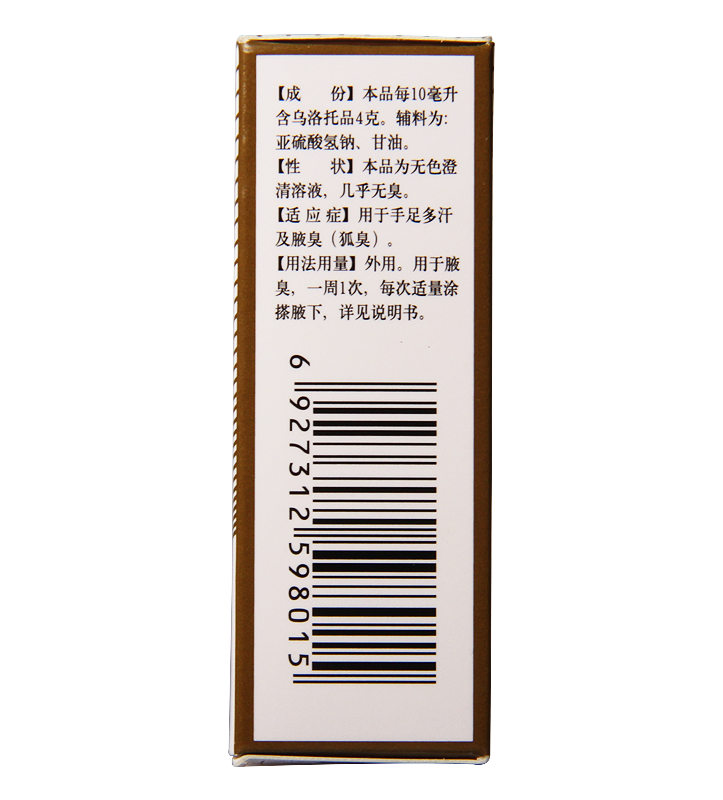 【成　份】本品每10毫升
含乌洛托品4克。辅料为:
亚硫酸氢钠、甘油。
【性　状】本品为无色澄
清溶液，几乎无臭。
【适 应 症】用于手足多汗
及腋臭（狐臭）。
【用法用量】外用。用于腋
臭，一周1次，每次适量涂
搽腋下，详见说明书。
6 927312 598015